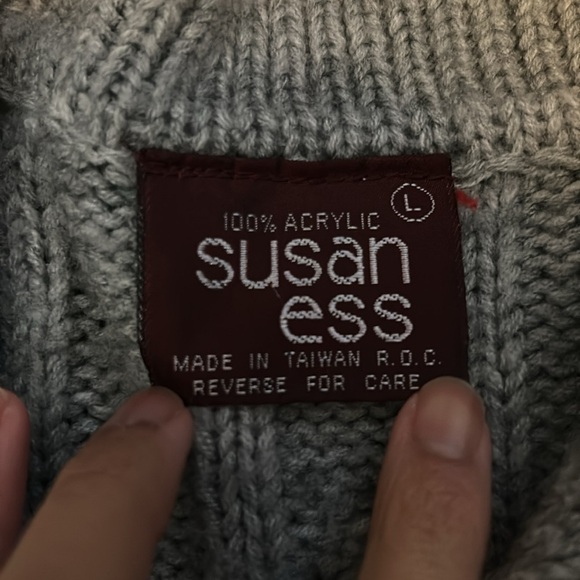 L
100% ACRYLIC
susan
ess
MADE IN TAIWAN R.O.C.
REVERSE FOR CARE